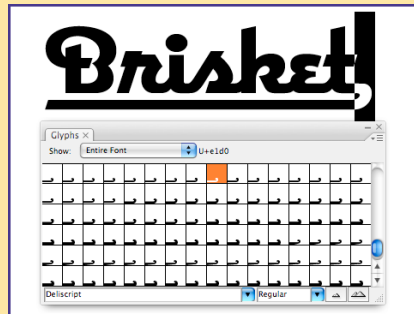 Brisket
Glyphs ×
Show: Entire Font U+e1d0
Deliscript Regular